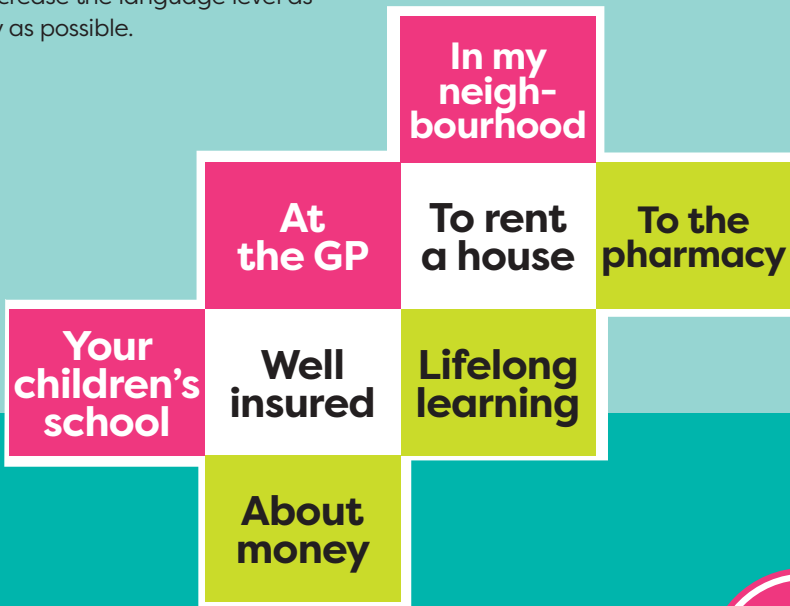 the language level as
as possible.
In my
neigh-
bourhood
At
the GP
To rent
a house
To the
pharmacy
Your
children's
school
Well
insured
Lifelong
learning
About
money